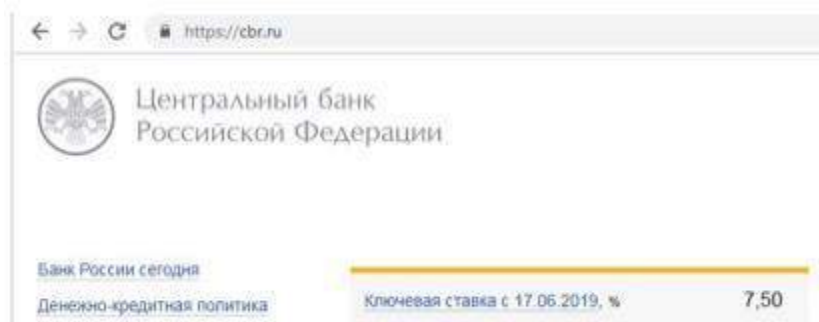 https://cbr.ru
Центральный банк
Российской Федерации
Банк России сегодня
Денежно-кредитная политика
Ключевая ставка с 17.06.2019, %
7,50